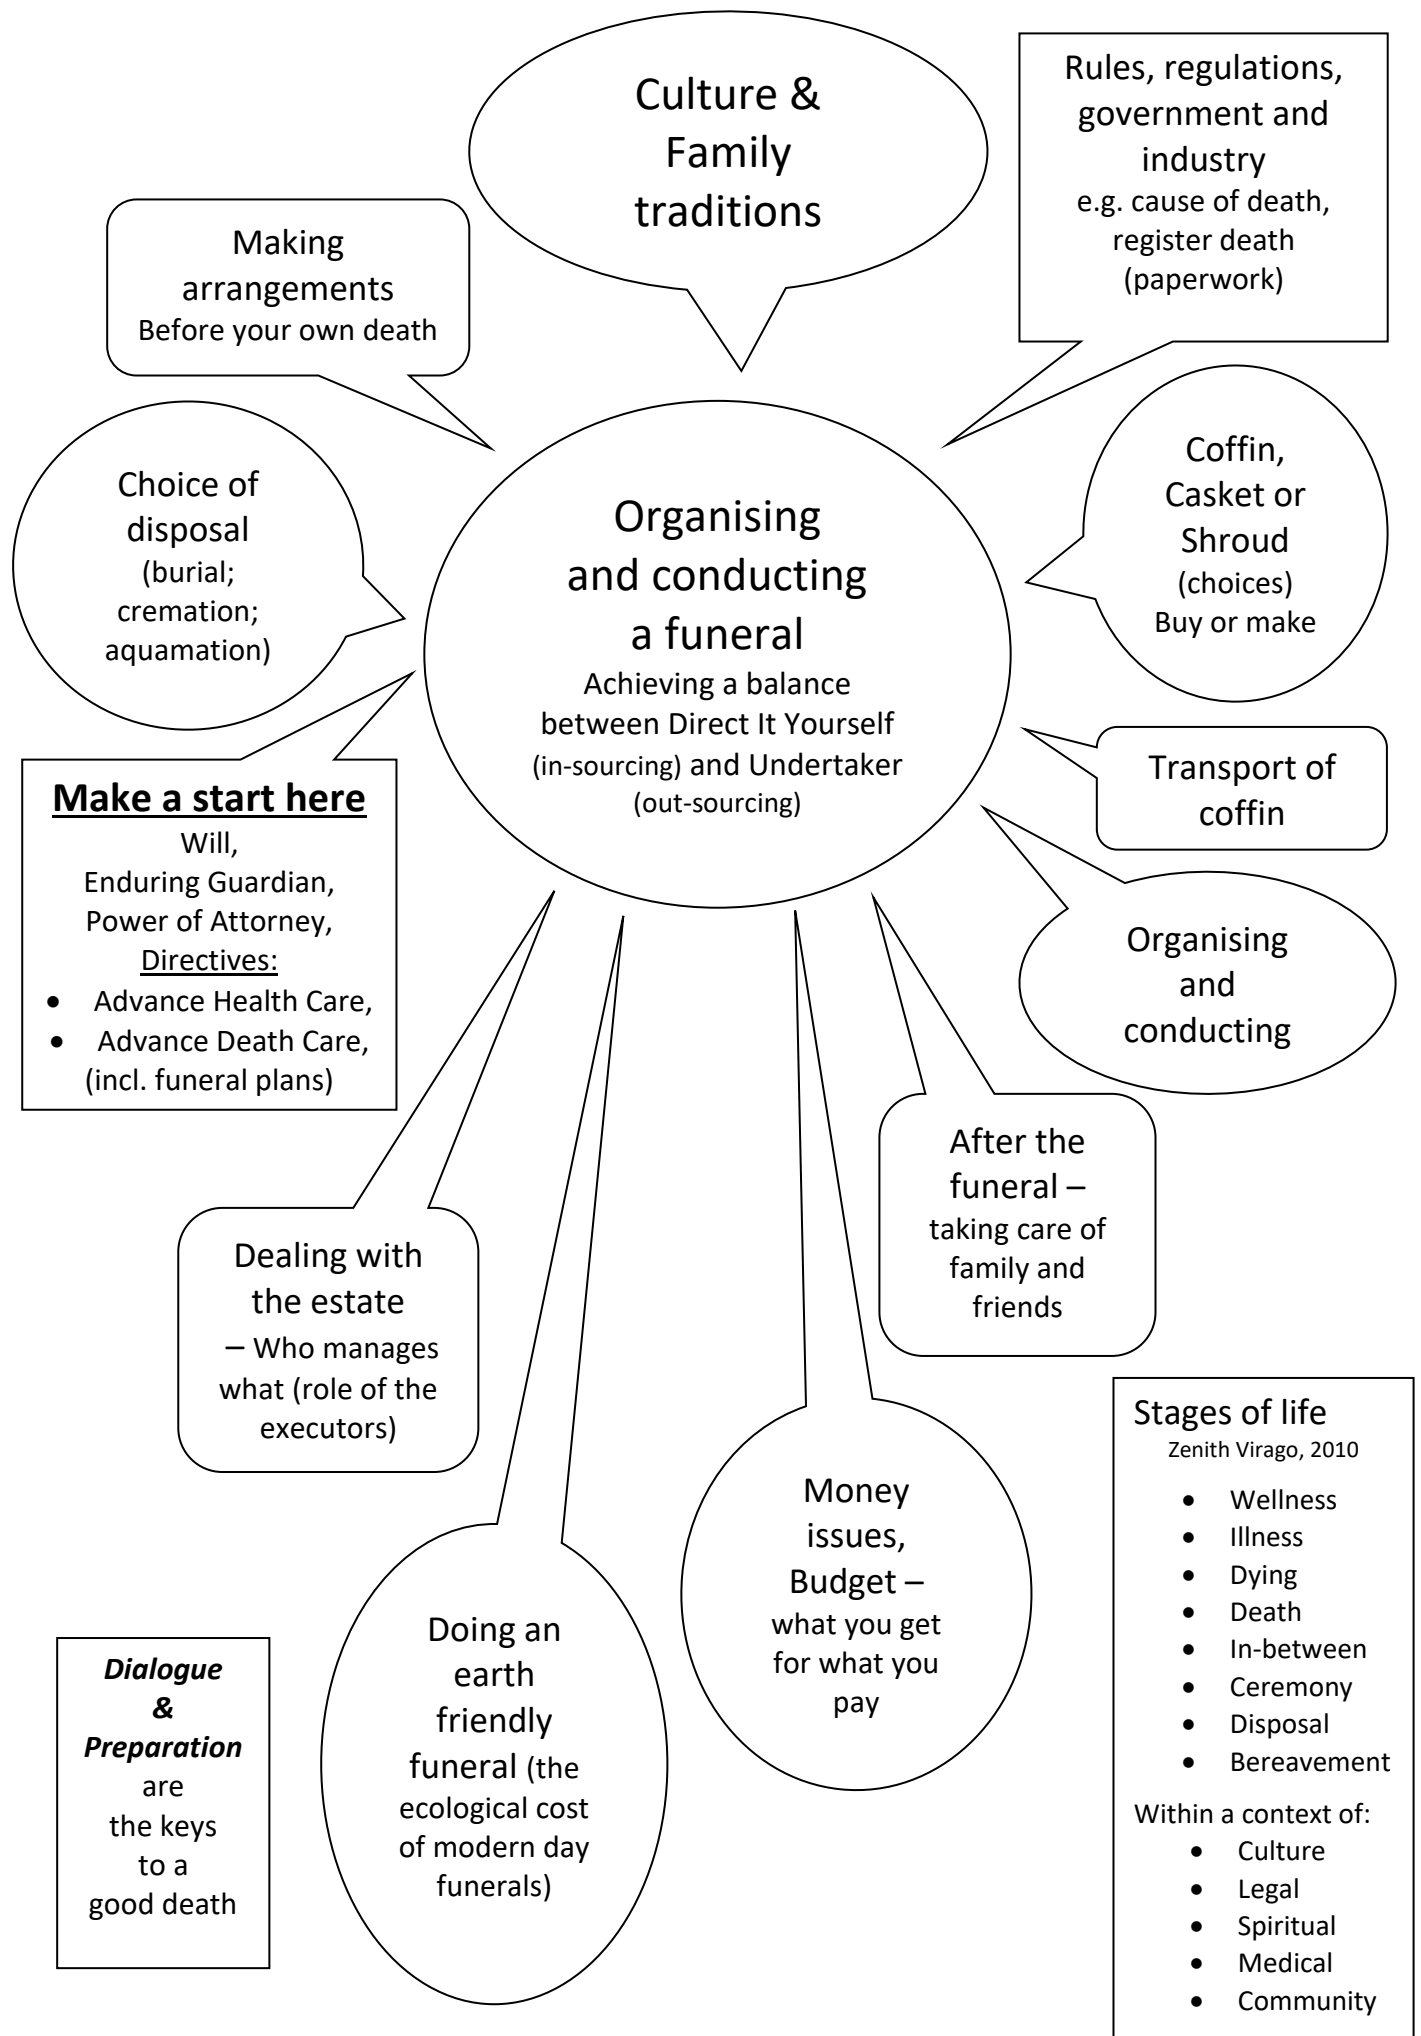 Culture &
Family
traditions
Rules, regulations,
government and
industry
e.g. cause of death,
register death
(paperwork)
Making
arrangements
Before your own death
Choice of
disposal
(burial;
cremation;
aquamation)
Organising
and conducting
a funeral
Achieving a balance
between Direct It Yourself
(in-sourcing) and Undertaker
(out-sourcing)
Coffin,
Casket or
Shroud
(choices)
Buy or make
Make a start here
Will,
Enduring Guardian,
Power of Attorney,
Directives:
• Advance Health Care,
• Advance Death Care,
(incl. funeral plans)
Transport of
coffin
Organising
and
conducting
After the
funeral –
taking care of
family and
friends
Dealing with
the estate
– Who manages
what (role of the
executors)
Money
issues,
Budget –
what you get
for what you
pay
Doing an
earth
friendly
funeral (the
ecological cost
of modern day
funerals)
Dialogue
&
Preparation
are
the keys
to a
good death
Stages of life
Zenith Virago, 2010
• Wellness
• Illness
• Dying
• Death
• In-between
• Ceremony
• Disposal
• Bereavement
Within a context of:
• Culture
• Legal
• Spiritual
• Medical
• Community